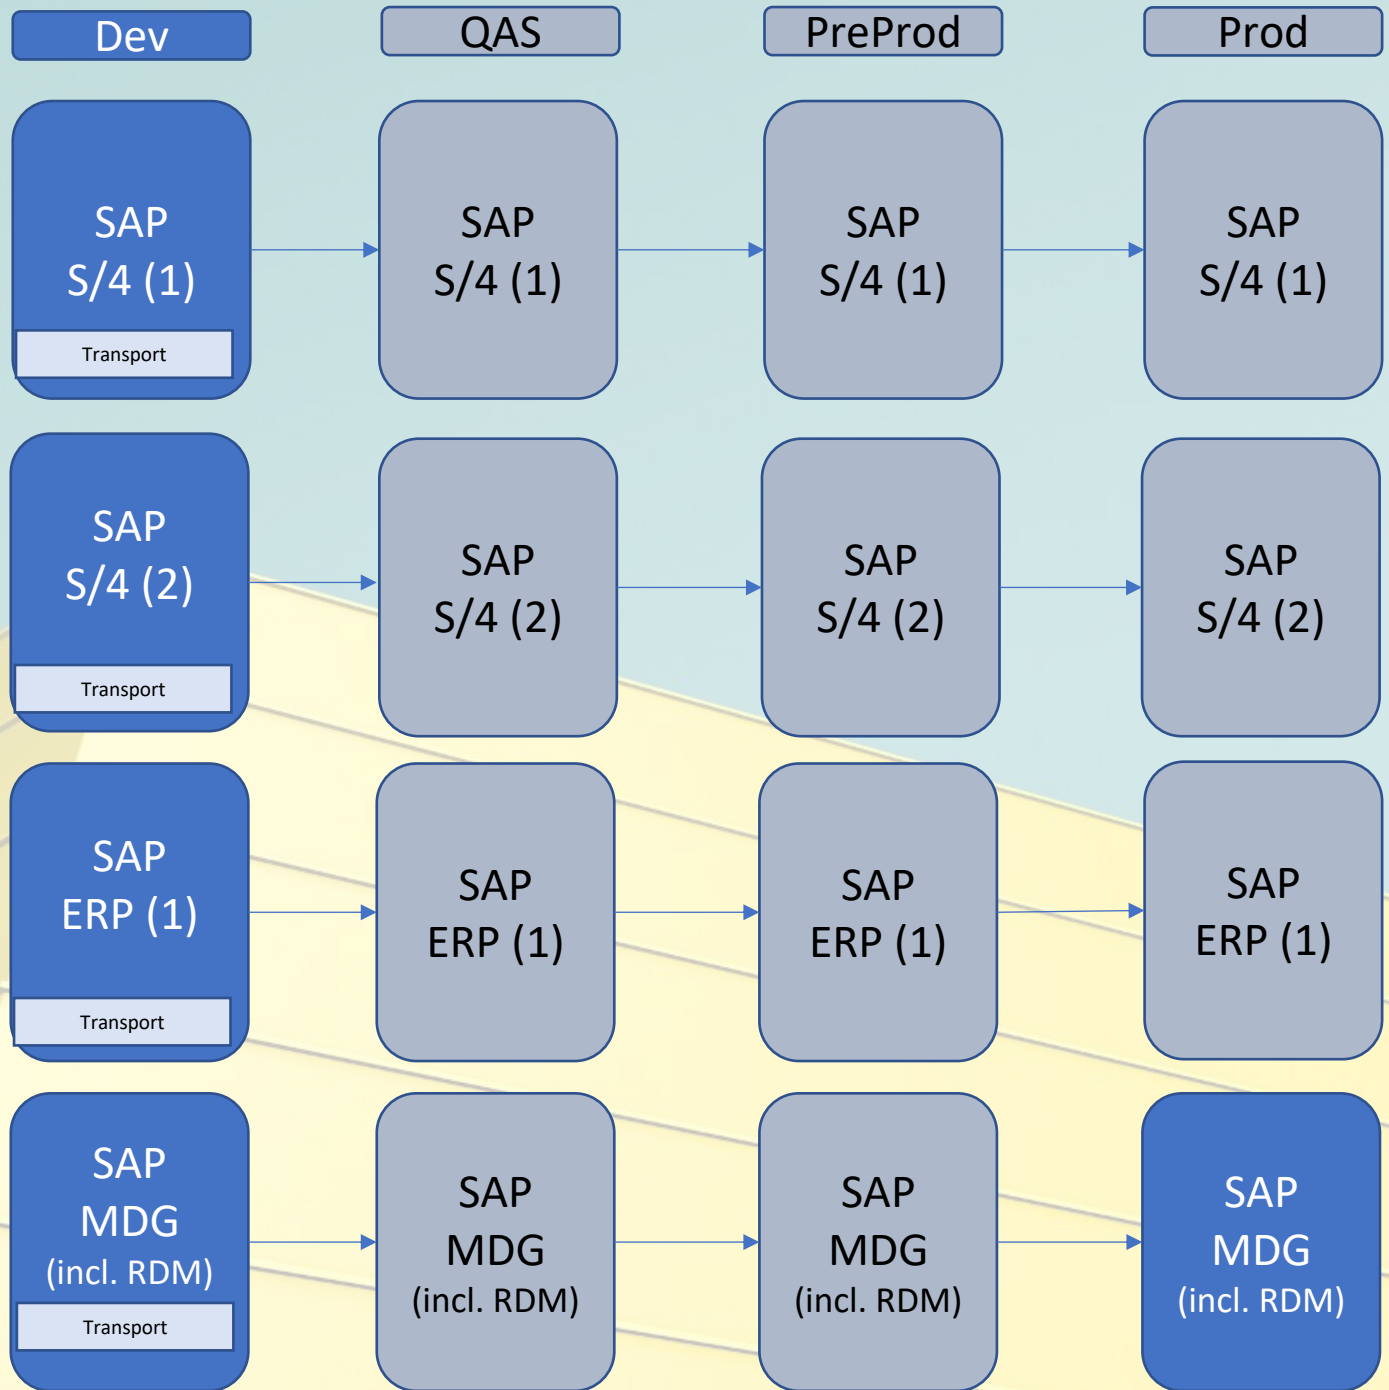 Dev
QAS
PreProd
Prod
SAP
S/4 (1)
Transport
SAP
S/4 (1)
SAP
S/4 (1)
SAP
S/4 (1)
SAP
S/4 (2)
Transport
SAP
S/4 (2)
SAP
S/4 (2)
SAP
S/4 (2)
SAP
ERP (1)
Transport
SAP
ERP (1)
SAP
ERP (1)
SAP
ERP (1)
SAP
MDG
(incl. RDM)
Transport
SAP
MDG
(incl. RDM)
SAP
MDG
(incl. RDM)
SAP
MDG
(incl. RDM)